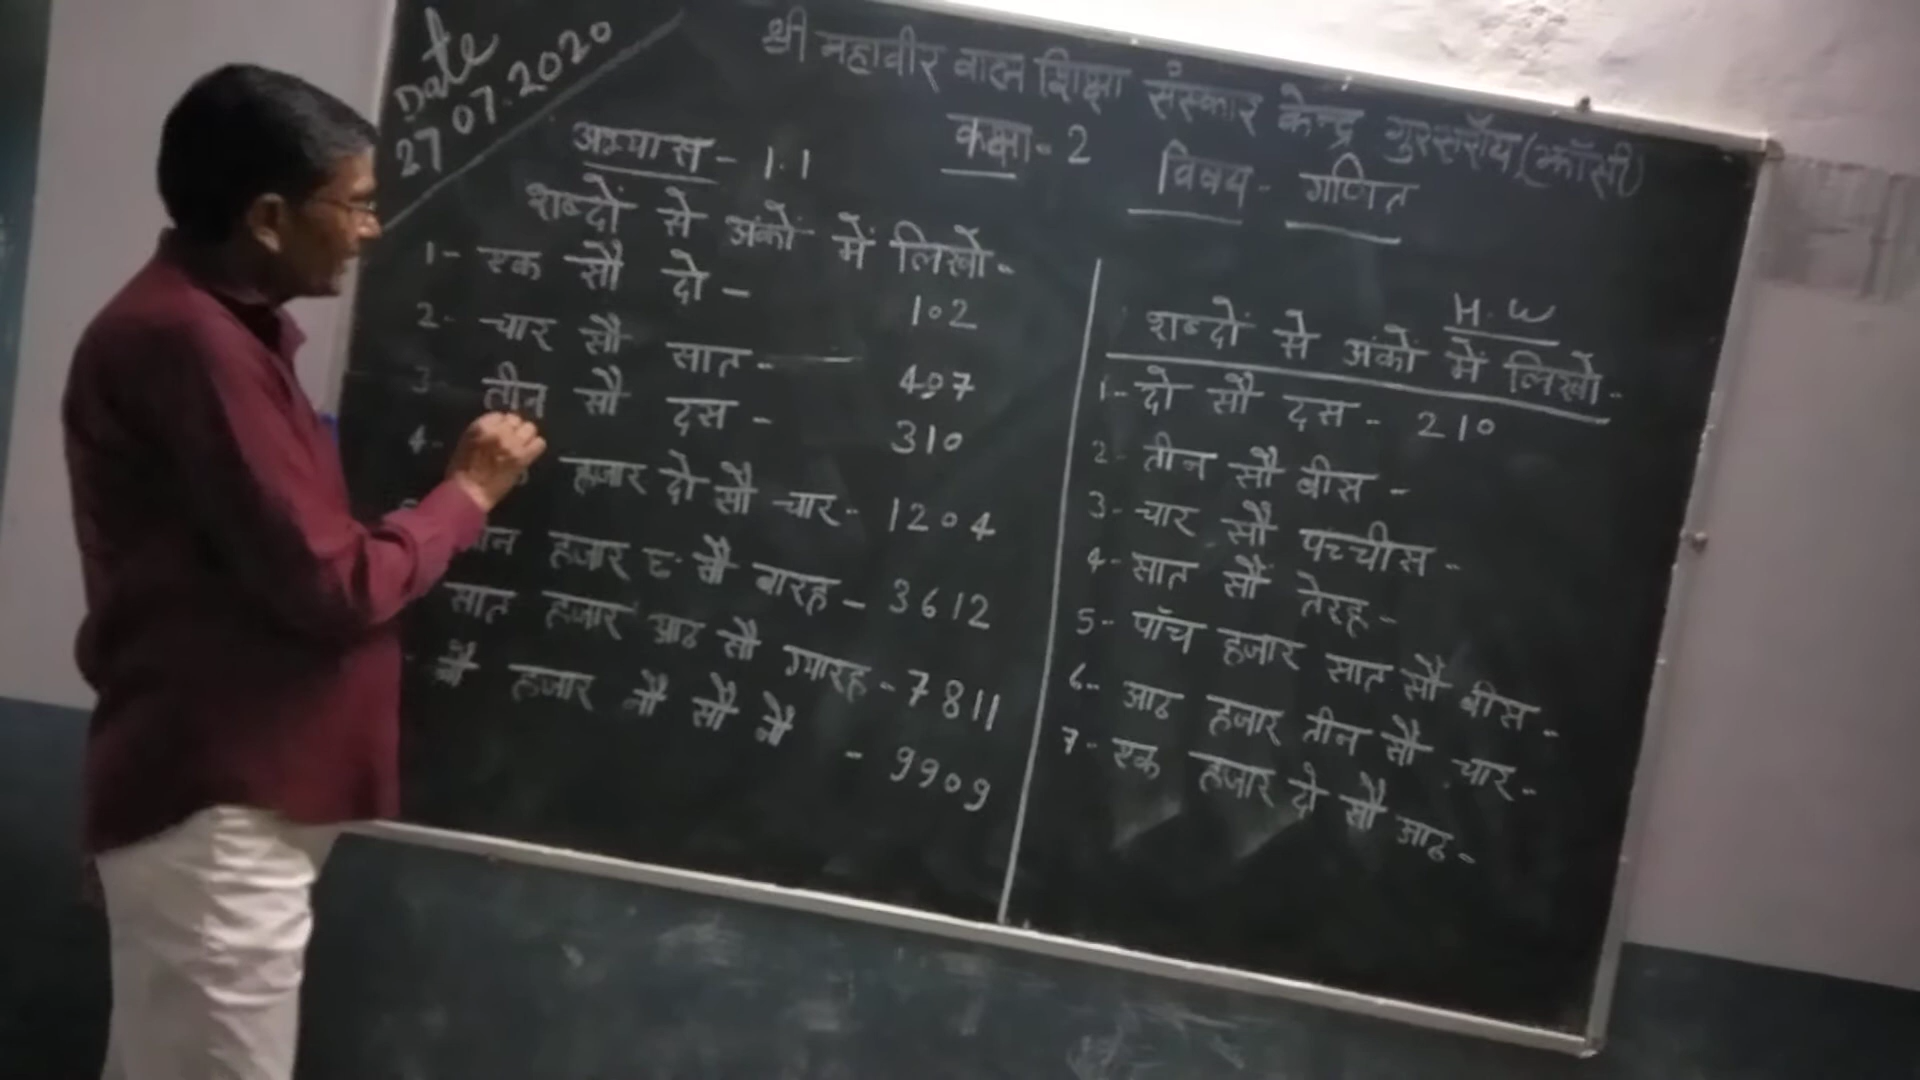 Date
27.07.2020
श्री महावीर बाल शिक्षा संस्कार केन्द्र गुरसरॉय (झाँसी)
अभ्यास - 1.1
कक्षा - 2
विषय - गणित
शब्दों से अंकों में लिखो -
1- एक सौ दो - 102
2- चार सौ सात - 407
3- तीन सौ दस - 310
4- हजार दो सौ चार - 1204
हजार छः सौ बारह - 3612
सात हजार आठ सौ ग्यारह - 7811
नौ हजार नौ सौ नौ - 9909
H.W
शब्दों से अंकों में लिखो -
1- दो सौ दस - 210
2- तीन सौ बीस -
3- चार सौ पच्चीस -
4- सात सौ तेरह -
5- पाँच हजार सात सौ बीस -
6- आठ हजार तीन सौ चार -
7- एक हजार दो सौ आठ -